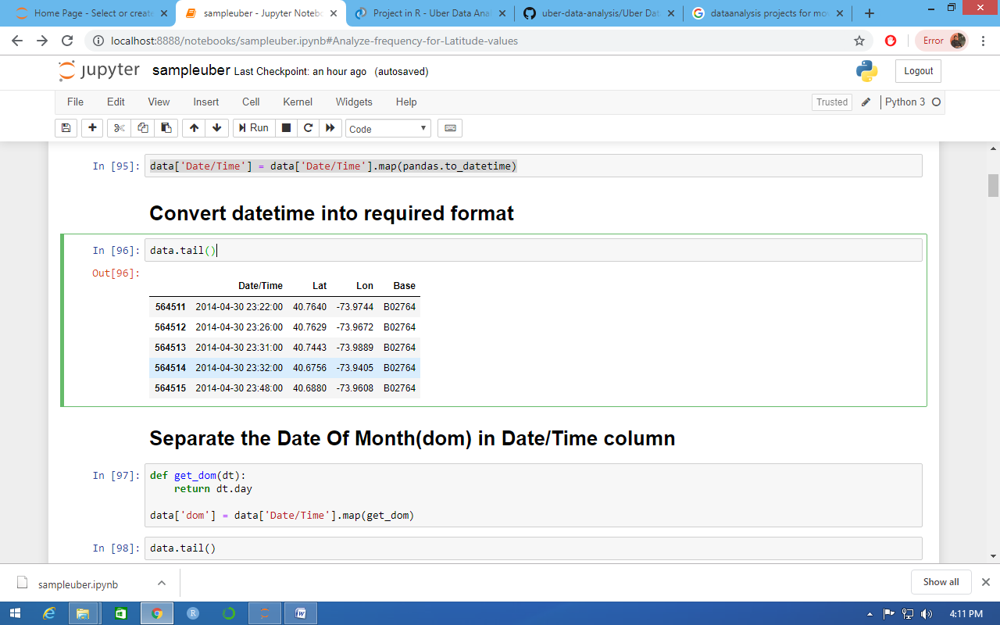 Home Page - Select or create
sampleuber - Jupyter Notebo
Project in R - Uber Data Anal
uber-data-analysis/Uber Dat
dataanalysis projects for mov
localhost:8888/notebooks/sampleuber.ipynb#Analyze-frequency-for-Latitude-values
Error
jupyter sampleuber Last Checkpoint: an hour ago (autosaved)
Logout
File Edit View Insert Cell Kernel Widgets Help
Trusted
Python 3
Run
Code
In [95]: data['Date/Time'] = data['Date/Time'].map(pandas.to_datetime)
Convert datetime into required format
In [96]: data.tail()
Out[96]:
Date/Time Lat Lon Base
564511 2014-04-30 23:22:00 40.7640 -73.9744 B02764
564512 2014-04-30 23:26:00 40.7629 -73.9672 B02764
564513 2014-04-30 23:31:00 40.7443 -73.9889 B02764
564514 2014-04-30 23:32:00 40.6756 -73.9405 B02764
564515 2014-04-30 23:48:00 40.6880 -73.9608 B02764
Separate the Date Of Month(dom) in Date/Time column
In [97]: def get_dom(dt):
return dt.day
data['dom'] = data['Date/Time'].map(get_dom)
In [98]: data.tail()
sampleuber.ipynb
Show all
4:11 PM